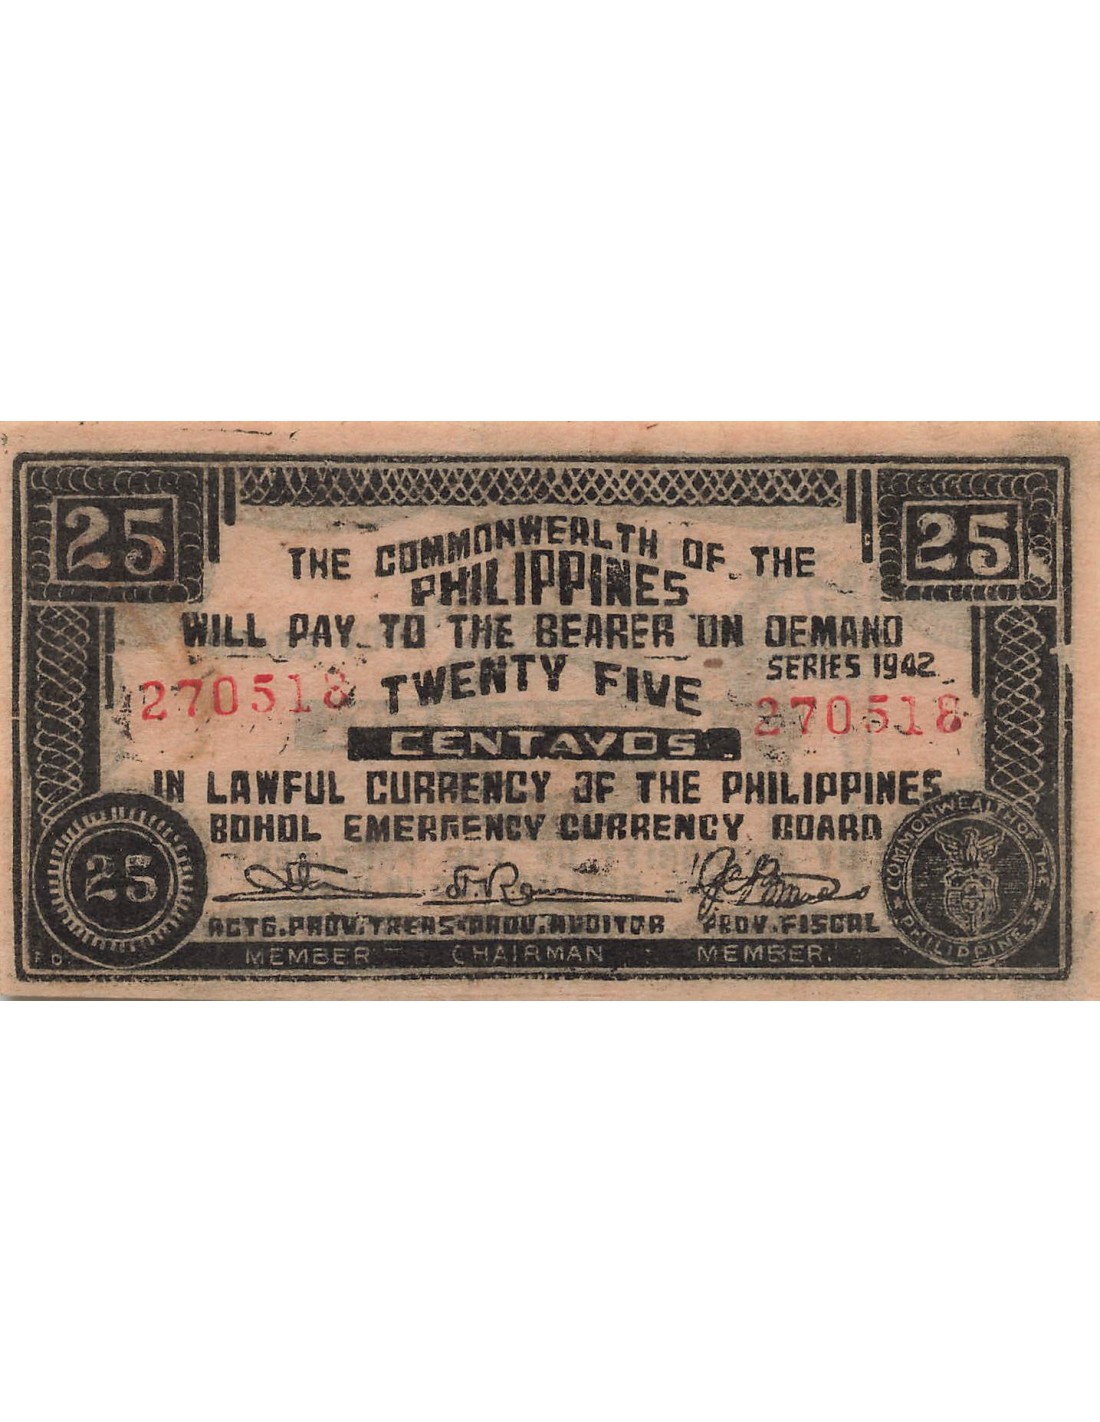 25
25
THE COMMONWEALTH OF THE
PHILIPPINES
WILL PAY TO THE BEARER ON DEMAND
SERIES 1942
270518
TWENTY FIVE
270518
CENTAVOS
IN LAWFUL CURRENCY OF THE PHILIPPINES
BOHOL EMERGENCY CURRENCY BOARD
25
COMMONWEALTH OF THE
PHILIPPINES
ACTG. PROV. TREAS. PROV. AUDITOR PROV. FISCAL
MEMBER CHAIRMAN MEMBER